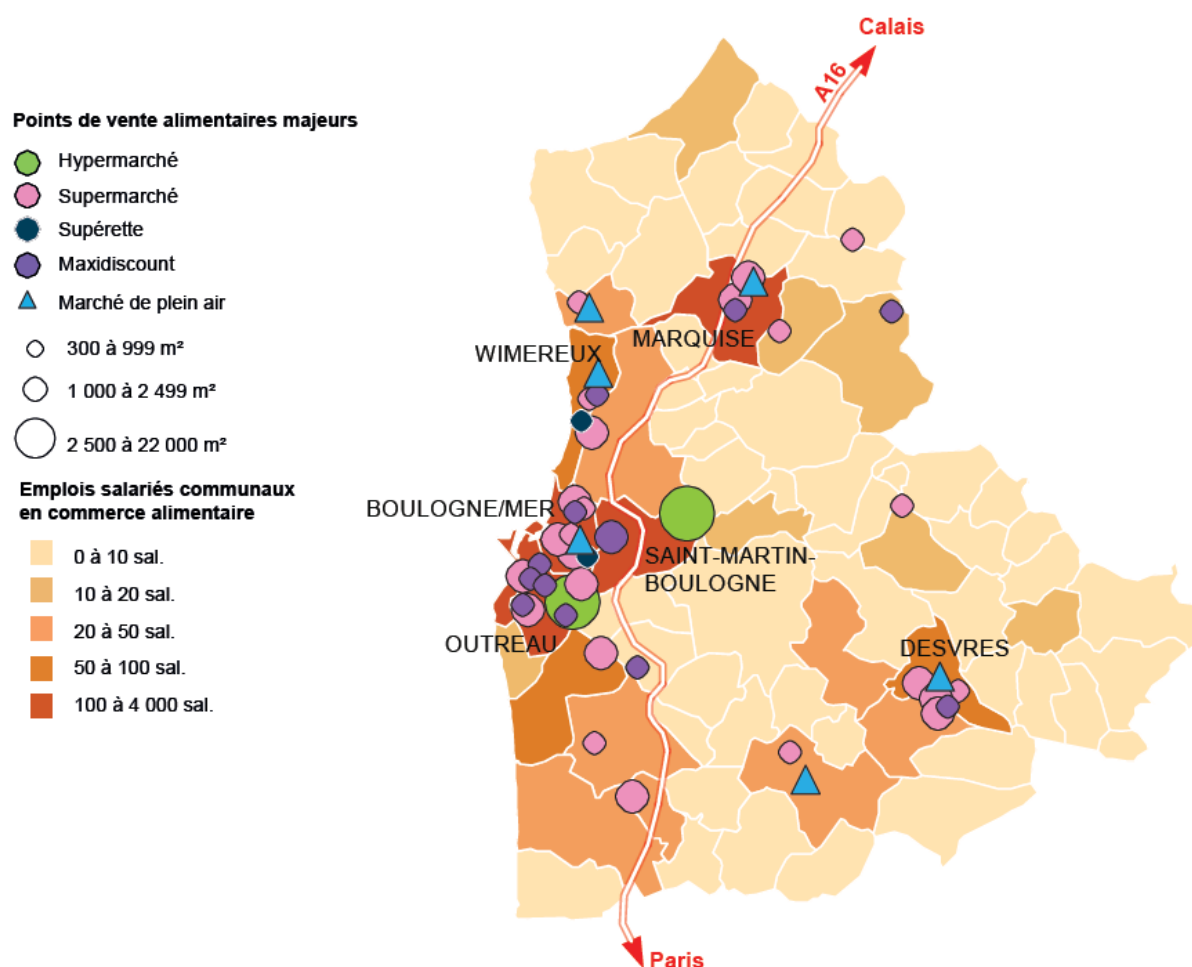 Calais
A16
Points de vente alimentaires majeurs
Hypermarché
Supermarché
Supérette
Maxidiscount
Marché de plein air
300 à 999 m²
1 000 à 2 499 m²
2 500 à 22 000 m²
Emplois salariés communaux
en commerce alimentaire
0 à 10 sal.
10 à 20 sal.
20 à 50 sal.
50 à 100 sal.
100 à 4 000 sal.
MARQUISE
WIMEREUX
BOULOGNE/MER
SAINT-MARTIN-
BOULOGNE
OUTREAU
DESVRES
Paris